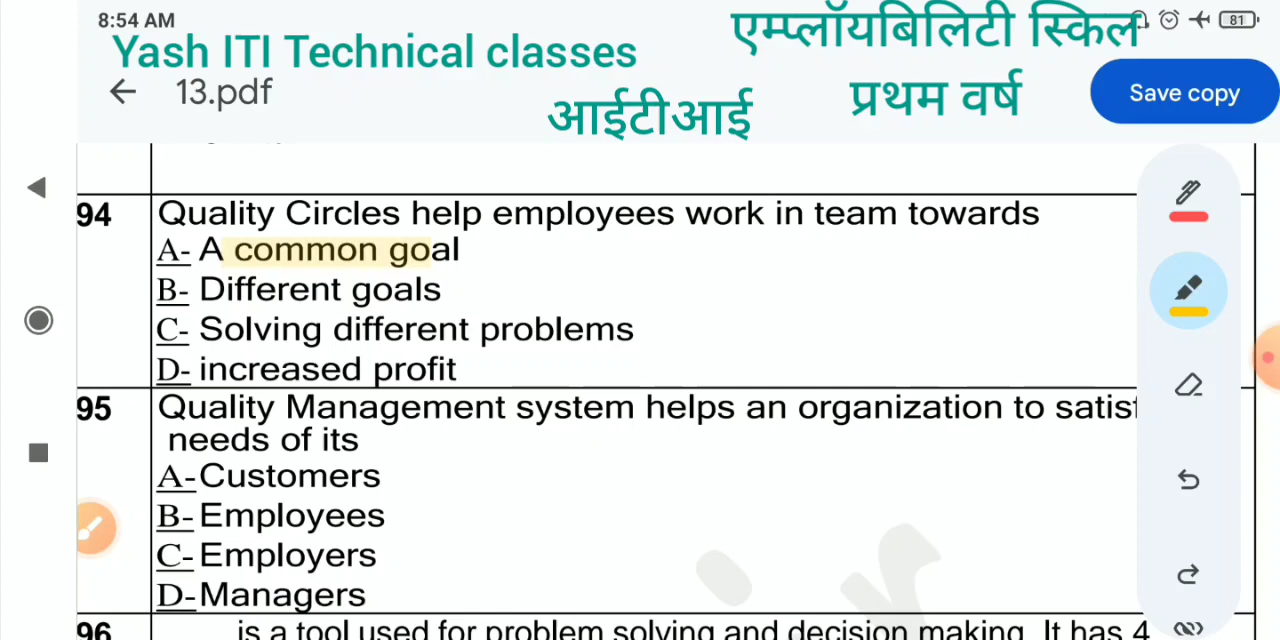 8:54 AM
81
Yash ITI Technical classes
एम्प्लॉयबिलिटी स्किल
13.pdf
आईटीआई
प्रथम वर्ष
Save copy
94
Quality Circles help employees work in team towards
A- A common goal
B- Different goals
C- Solving different problems
D- increased profit
95
Quality Management system helps an organization to
needs of its
A-Customers
B-Employees
C-Employers
D-Managers
96
is a tool used for problem solving and decision making. It has 4